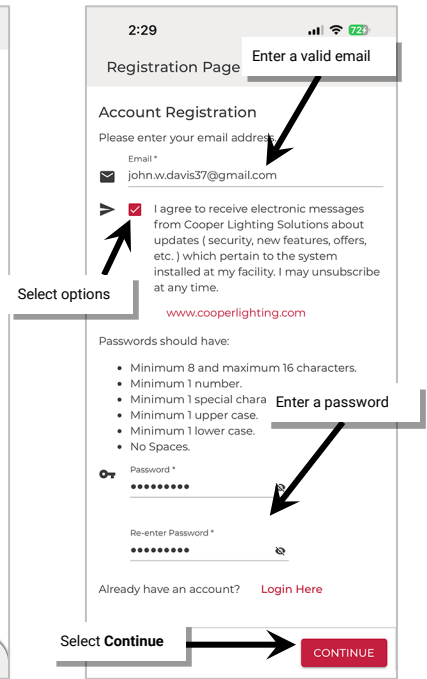 2:29
72
Enter a valid email
Registration Page
Account Registration
Please enter your email address.
Email *
john.w.davis37@gmail.com
I agree to receive electronic messages
from Cooper Lighting Solutions about
updates ( security, new features, offers,
etc. ) which pertain to the system
installed at my facility. I may unsubscribe
at any time.
Select options
www.cooperlighting.com
Passwords should have:
• Minimum 8 and maximum 16 characters.
• Minimum 1 number.
• Minimum 1 special chara
Enter a password
• Minimum 1 upper case.
• Minimum 1 lower case.
• No Spaces.
Password *
•••••••••
Re-enter Password *
•••••••••
Already have an account? Login Here
Select Continue
CONTINUE